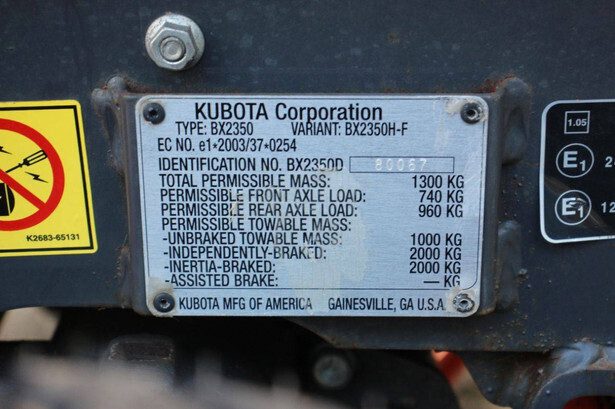 KUBOTA Corporation
TYPE: BX2350 VARIANT: BX2350H-F
EC NO. e1*2003/37*0254
IDENTIFICATION NO. BX2350D 80067
TOTAL PERMISSIBLE MASS: 1300 KG
PERMISSIBLE FRONT AXLE LOAD: 740 KG
PERMISSIBLE REAR AXLE LOAD: 960 KG
PERMISSIBLE TOWABLE MASS:
-UNBRAKED TOWABLE MASS: 1000 KG
-INDEPENDENTLY-BRAKED: 2000 KG
-INERTIA-BRAKED: 2000 KG
-ASSISTED BRAKE: — KG
KUBOTA MFG OF AMERICA GAINESVILLE, GA U.S.A.
K2683-65131
1.05
E1
E1